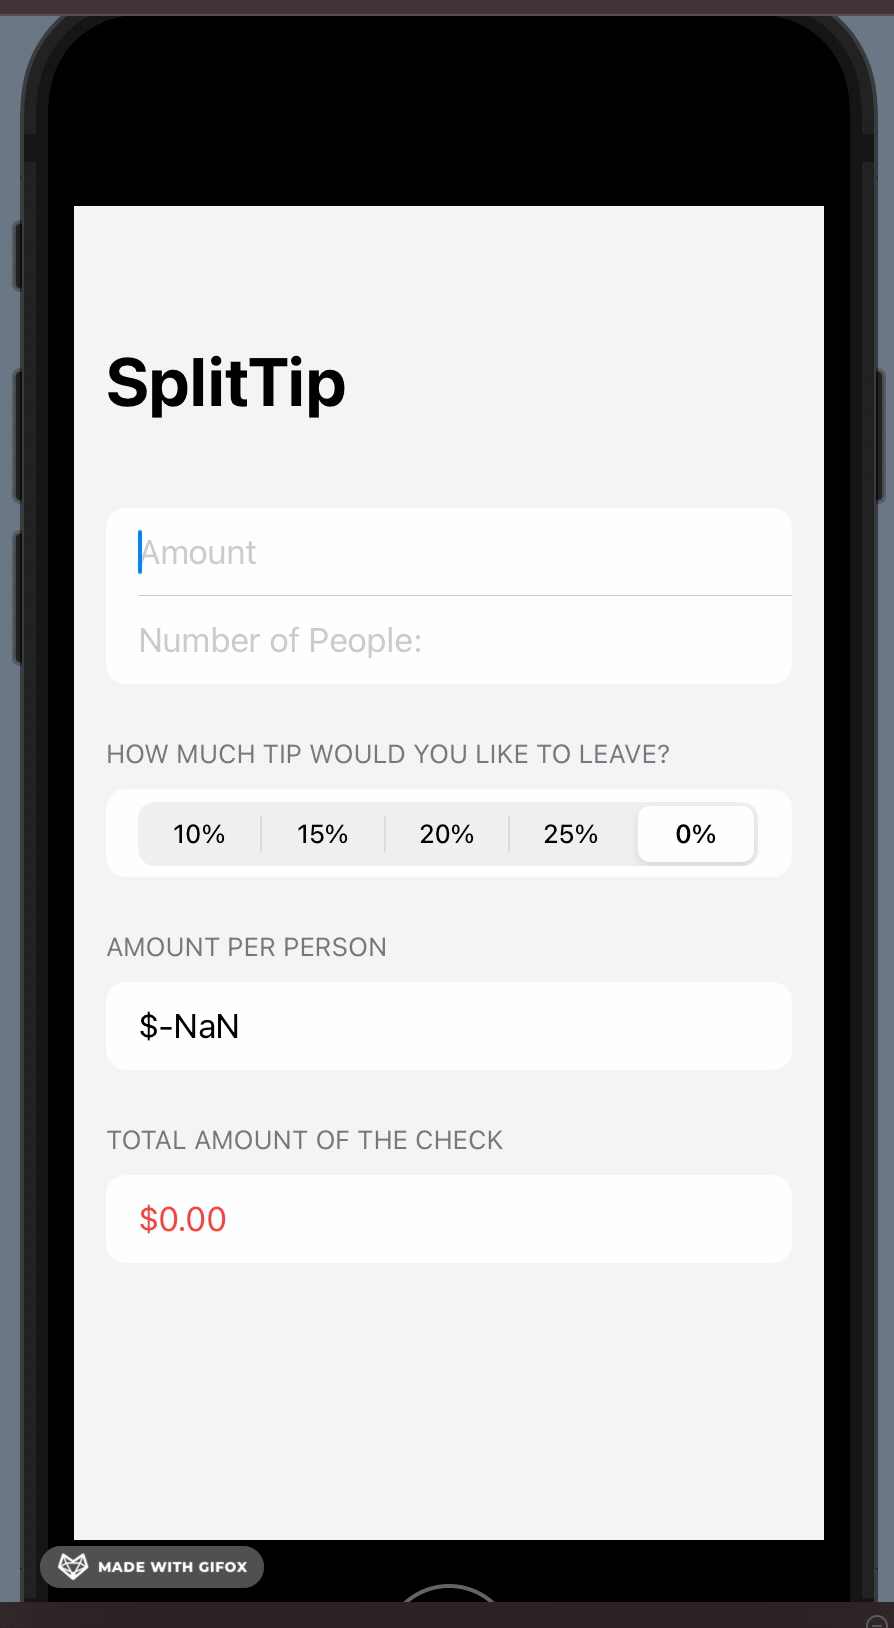 SplitTip
Amount
Number of People:
HOW MUCH TIP WOULD YOU LIKE TO LEAVE?
10% 15% 20% 25% 0%
AMOUNT PER PERSON
$-NaN
TOTAL AMOUNT OF THE CHECK
$0.00
MADE WITH GIFOX